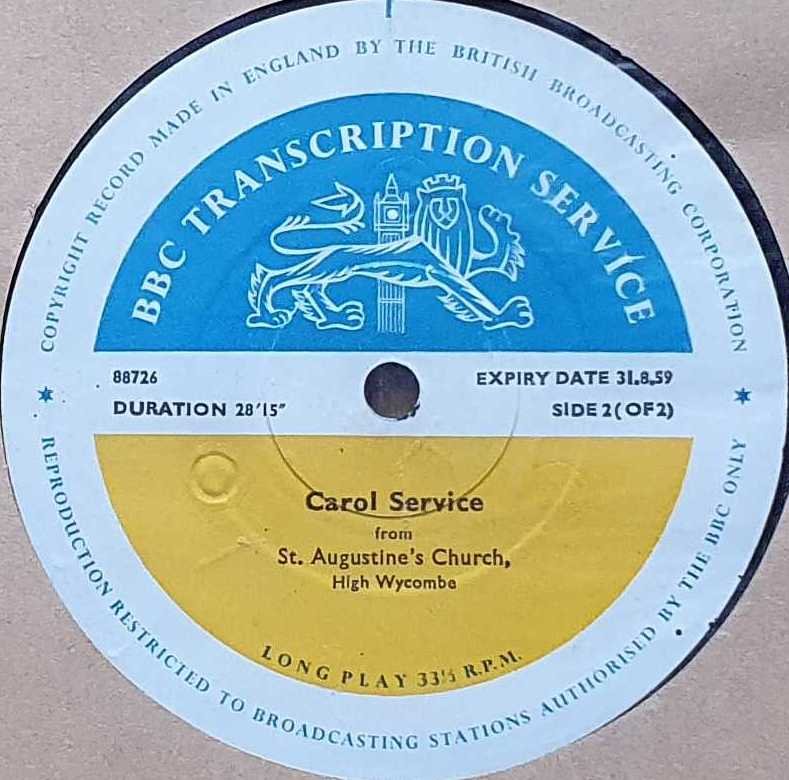 COPYRIGHT RECORD MADE IN ENGLAND BY THE BRITISH BROADCASTING CORPORATION
BBC TRANSCRIPTION SERVICE
88726
EXPIRY DATE 31.8.59
DURATION 28'15"
SIDE 2 (OF 2)
Carol Service
from
St. Augustine's Church,
High Wycombe
LONG PLAY 33⅓ R.P.M.
REPRODUCTION RESTRICTED TO BROADCASTING STATIONS AUTHORISED BY THE BBC ONLY